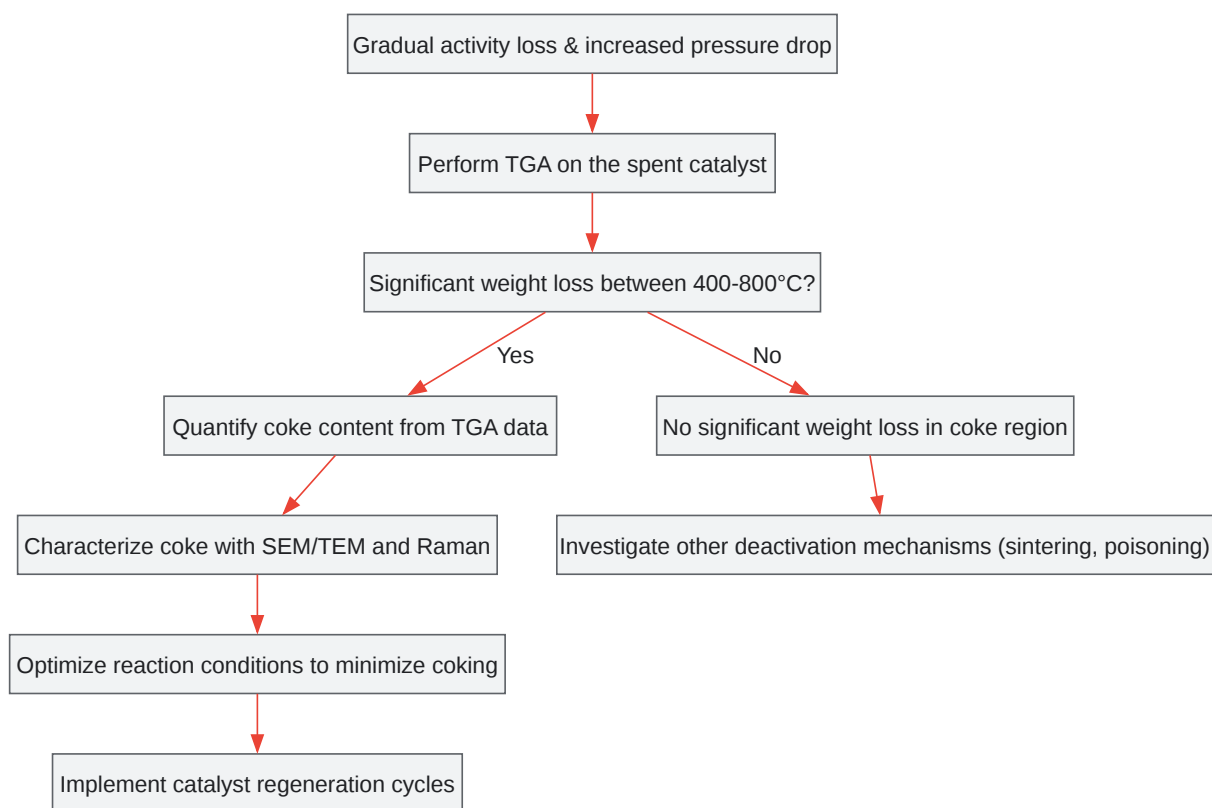 Gradual activity loss & increased pressure drop
Perform TGA on the spent catalyst
Significant weight loss between 400-800°C?
Yes
No
Quantify coke content from TGA data
No significant weight loss in coke region
Characterize coke with SEM/TEM and Raman
Investigate other deactivation mechanisms (sintering, poisoning)
Optimize reaction conditions to minimize coking
Implement catalyst regeneration cycles